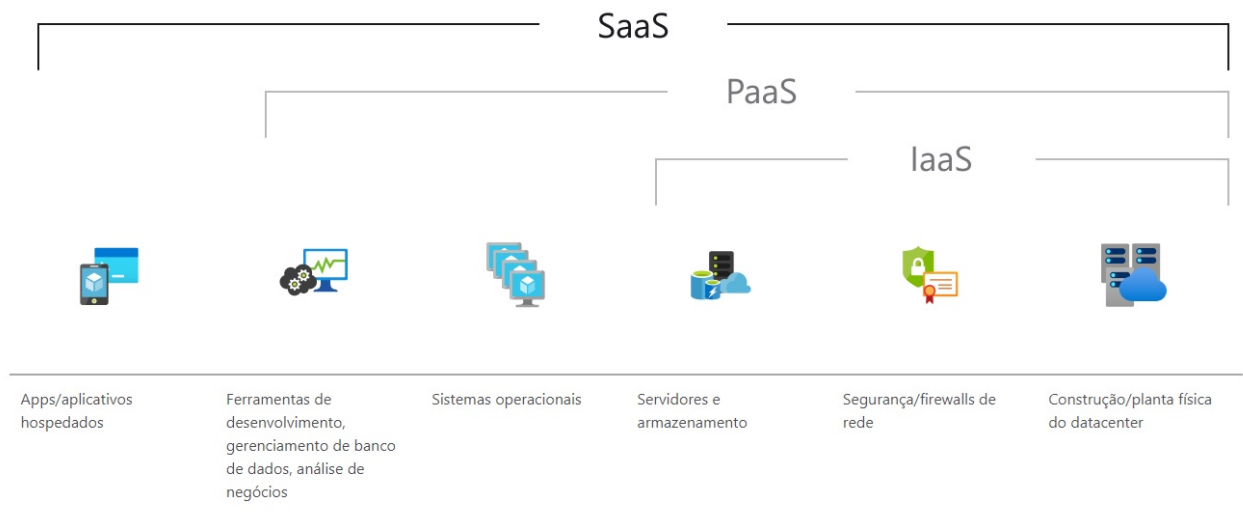 SaaS
PaaS
IaaS
Apps/aplicativos
hospedados
Ferramentas de
desenvolvimento,
gerenciamento de banco
de dados, análise de
negócios
Sistemas operacionais
Servidores e
armazenamento
Segurança/firewalls de
rede
Construção/planta física
do datacenter